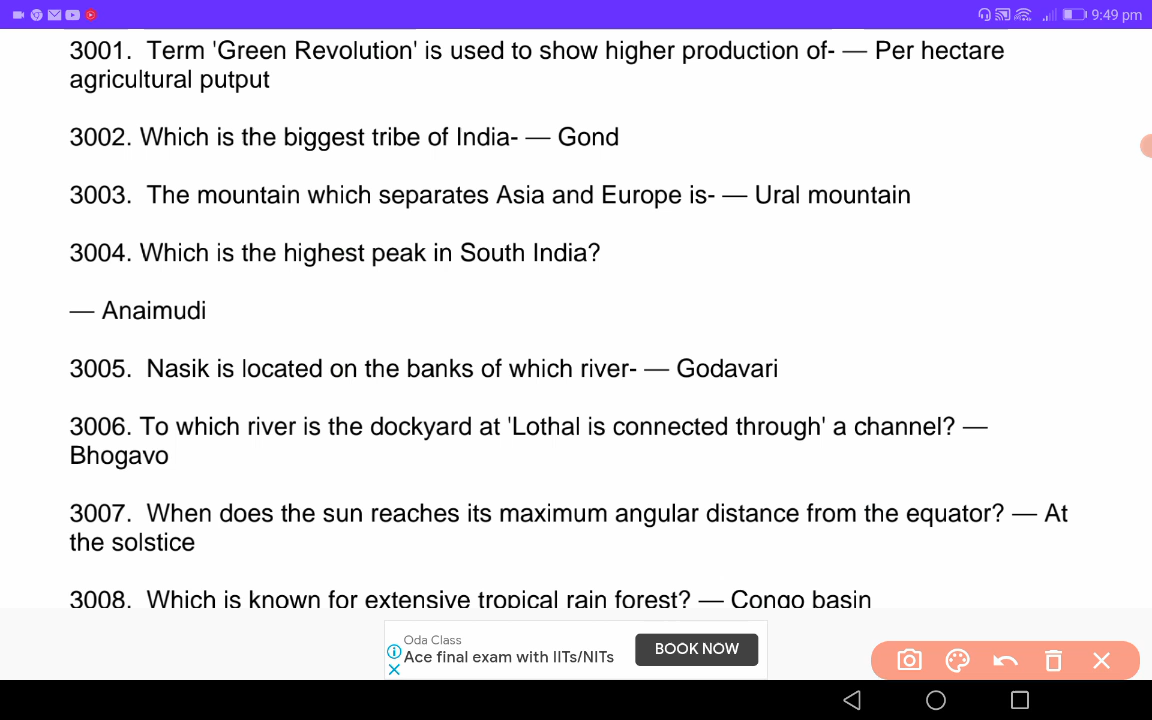 9:49 pm
3001. Term 'Green Revolution' is used to show higher production of- — Per hectare
agricultural putput
3002. Which is the biggest tribe of India- — Gond
3003. The mountain which separates Asia and Europe is- — Ural mountain
3004. Which is the highest peak in South India?
— Anaimudi
3005. Nasik is located on the banks of which river- — Godavari
3006. To which river is the dockyard at 'Lothal is connected through' a channel? —
Bhogavo
3007. When does the sun reaches its maximum angular distance from the equator? — At
the solstice
3008. Which is known for extensive tropical rain forest? — Congo basin
Oda Class
Ace final exam with IITs/NITs
BOOK NOW